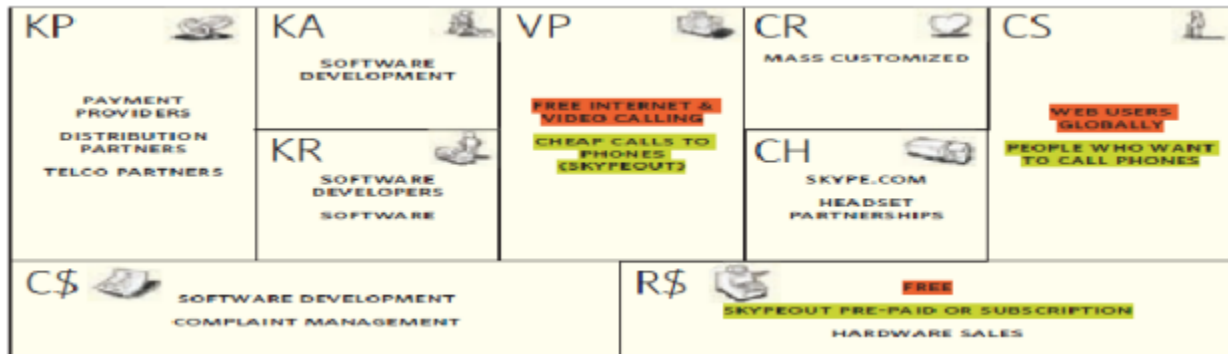 KP
PAYMENT
PROVIDERS
DISTRIBUTION
PARTNERS
TELCO PARTNERS
KA
SOFTWARE
DEVELOPMENT
KR
SOFTWARE
DEVELOPERS
SOFTWARE
VP
FREE INTERNET &
VIDEO CALLING
CHEAP CALLS TO
PHONES
(SKYPEOUT)
CR
MASS CUSTOMIZED
CH
SKYPE.COM
HEADSET
PARTNERSHIPS
CS
WEB USERS
GLOBALLY
PEOPLE WHO WANT
TO CALL PHONES
C$
SOFTWARE DEVELOPMENT
COMPLAINT MANAGEMENT
R$
FREE
SKYPEOUT PRE-PAID OR SUBSCRIPTION
HARDWARE SALES